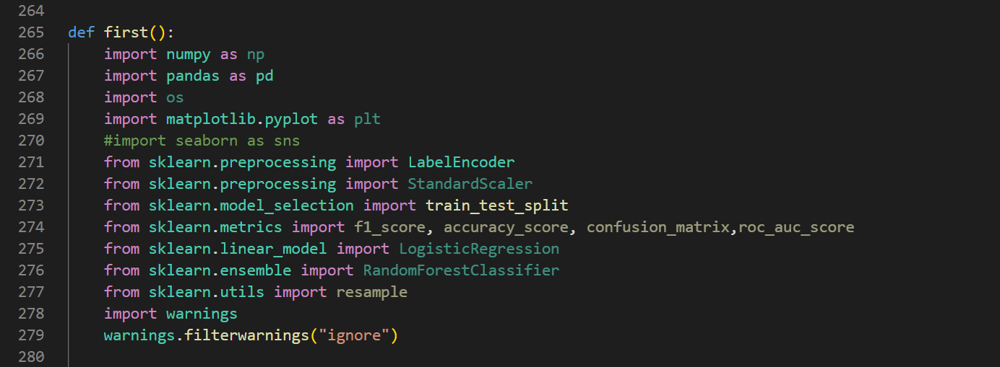 264
265 def first():
266     import numpy as np
267     import pandas as pd
268     import os
269     import matplotlib.pyplot as plt
270     #import seaborn as sns
271     from sklearn.preprocessing import LabelEncoder
272     from sklearn.preprocessing import StandardScaler
273     from sklearn.model_selection import train_test_split
274     from sklearn.metrics import f1_score, accuracy_score, confusion_matrix,roc_auc_score
275     from sklearn.linear_model import LogisticRegression
276     from sklearn.ensemble import RandomForestClassifier
277     from sklearn.utils import resample
278     import warnings
279     warnings.filterwarnings("ignore")
280